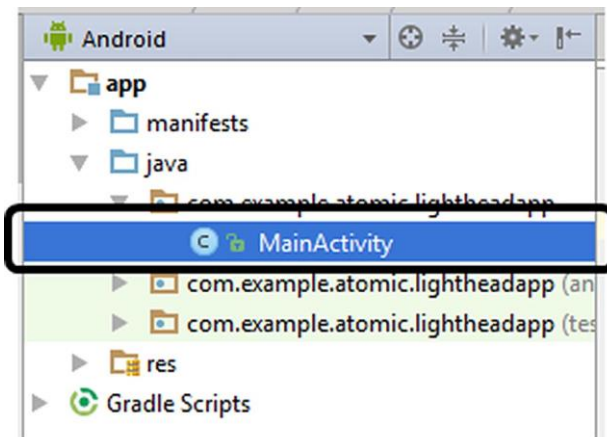 Android
app
manifests
java
com.example.atomic.lightheadapp
C MainActivity
com.example.atomic.lightheadapp (an
com.example.atomic.lightheadapp (tes
res
Gradle Scripts